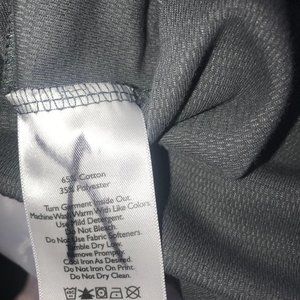 65% Cotton
35% Polyester
Turn Garment Inside Out.
Machine Wash Warm With Like Colors.
Use Mild Detergent.
Do Not Bleach.
Do Not Use Fabric Softeners.
Tumble Dry Low.
Remove Promptly.
Cool Iron As Desired.
Do Not Iron on Print.
Do Not Dry Clean.